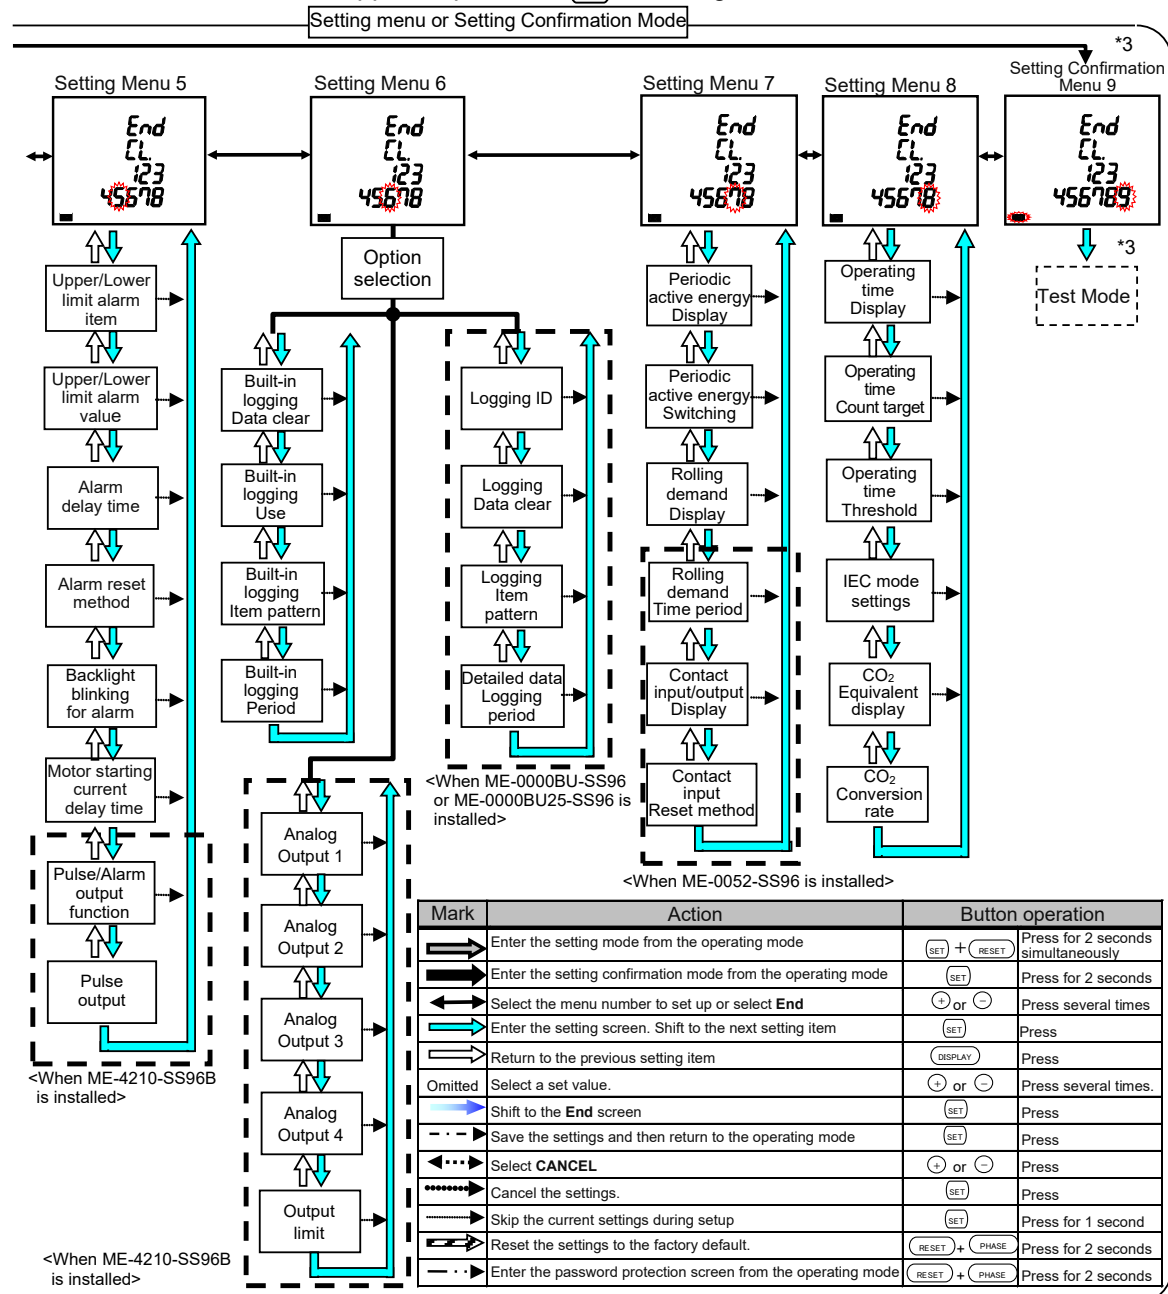 Setting menu or Setting Confirmation Mode
*3
Setting Menu 5
Setting Menu 6
Setting Menu 7
Setting Menu 8
Setting Confirmation
Menu 9
End
CL.
123
45678
End
CL.
123
45678
End
CL.
123
45678
End
CL.
123
45678
End
CL.
123
456789
*3
Test Mode
Upper/Lower
limit alarm
item
Upper/Lower
limit alarm
value
Alarm
delay time
Alarm reset
method
Backlight
blinking
for alarm
Motor starting
current
delay time
Pulse/Alarm
output
function
Pulse
output
<When ME-4210-SS96B
is installed>
Option
selection
Built-in
logging
Data clear
Built-in
logging
Use
Built-in
logging
Item pattern
Built-in
logging
Period
Logging ID
Logging
Data clear
Logging
Item
pattern
Detailed data
Logging
period
<When ME-0000BU-SS96
or ME-0000BU25-SS96 is
installed>
Analog
Output 1
Analog
Output 2
Analog
Output 3
Analog
Output 4
Output
limit
<When ME-4210-SS96B
is installed>
Periodic
active energy
Display
Periodic
active energy
Switching
Rolling
demand
Display
Rolling
demand
Time period
Contact
input/output
Display
Contact
input
Reset method
<When ME-0052-SS96 is installed>
Operating
time
Display
Operating
time
Count target
Operating
time
Threshold
IEC mode
settings
CO2
Equivalent
display
CO2
Conversion
rate
Mark Action Button operation
Enter the setting mode from the operating mode SET + RESET Press for 2 seconds
simultaneously
Enter the setting confirmation mode from the operating mode SET Press for 2 seconds
Select the menu number to set up or select End + or - Press several times
Enter the setting screen. Shift to the next setting item SET Press
Return to the previous setting item DISPLAY Press
Omitted Select a set value. + or - Press several times.
Shift to the End screen SET Press
Save the settings and then return to the operating mode SET Press
Select CANCEL + or - Press
Cancel the settings. SET Press
Skip the current settings during setup SET Press for 1 second
Reset the settings to the factory default. RESET + PHASE Press for 2 seconds
Enter the password protection screen from the operating mode RESET + PHASE Press for 2 seconds